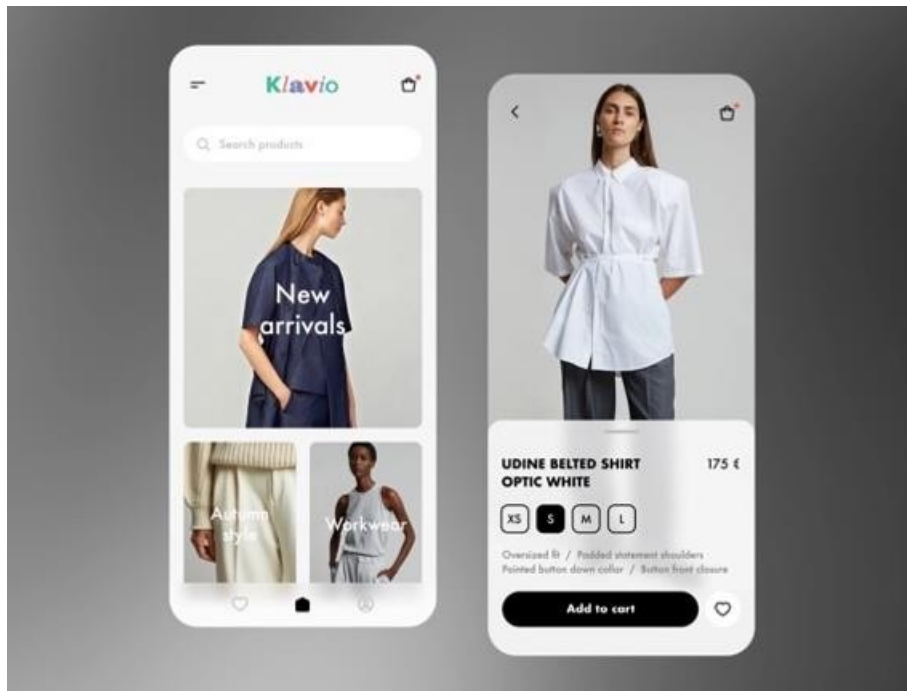 Klavio
Search products
New
arrivals
Autumn
style
Workwear
UDINE BELTED SHIRT
175 €
OPTIC WHITE
XS
S
M
L
Oversized fit / Padded statement shoulders
Pointed button down collar / Button front closure
Add to cart